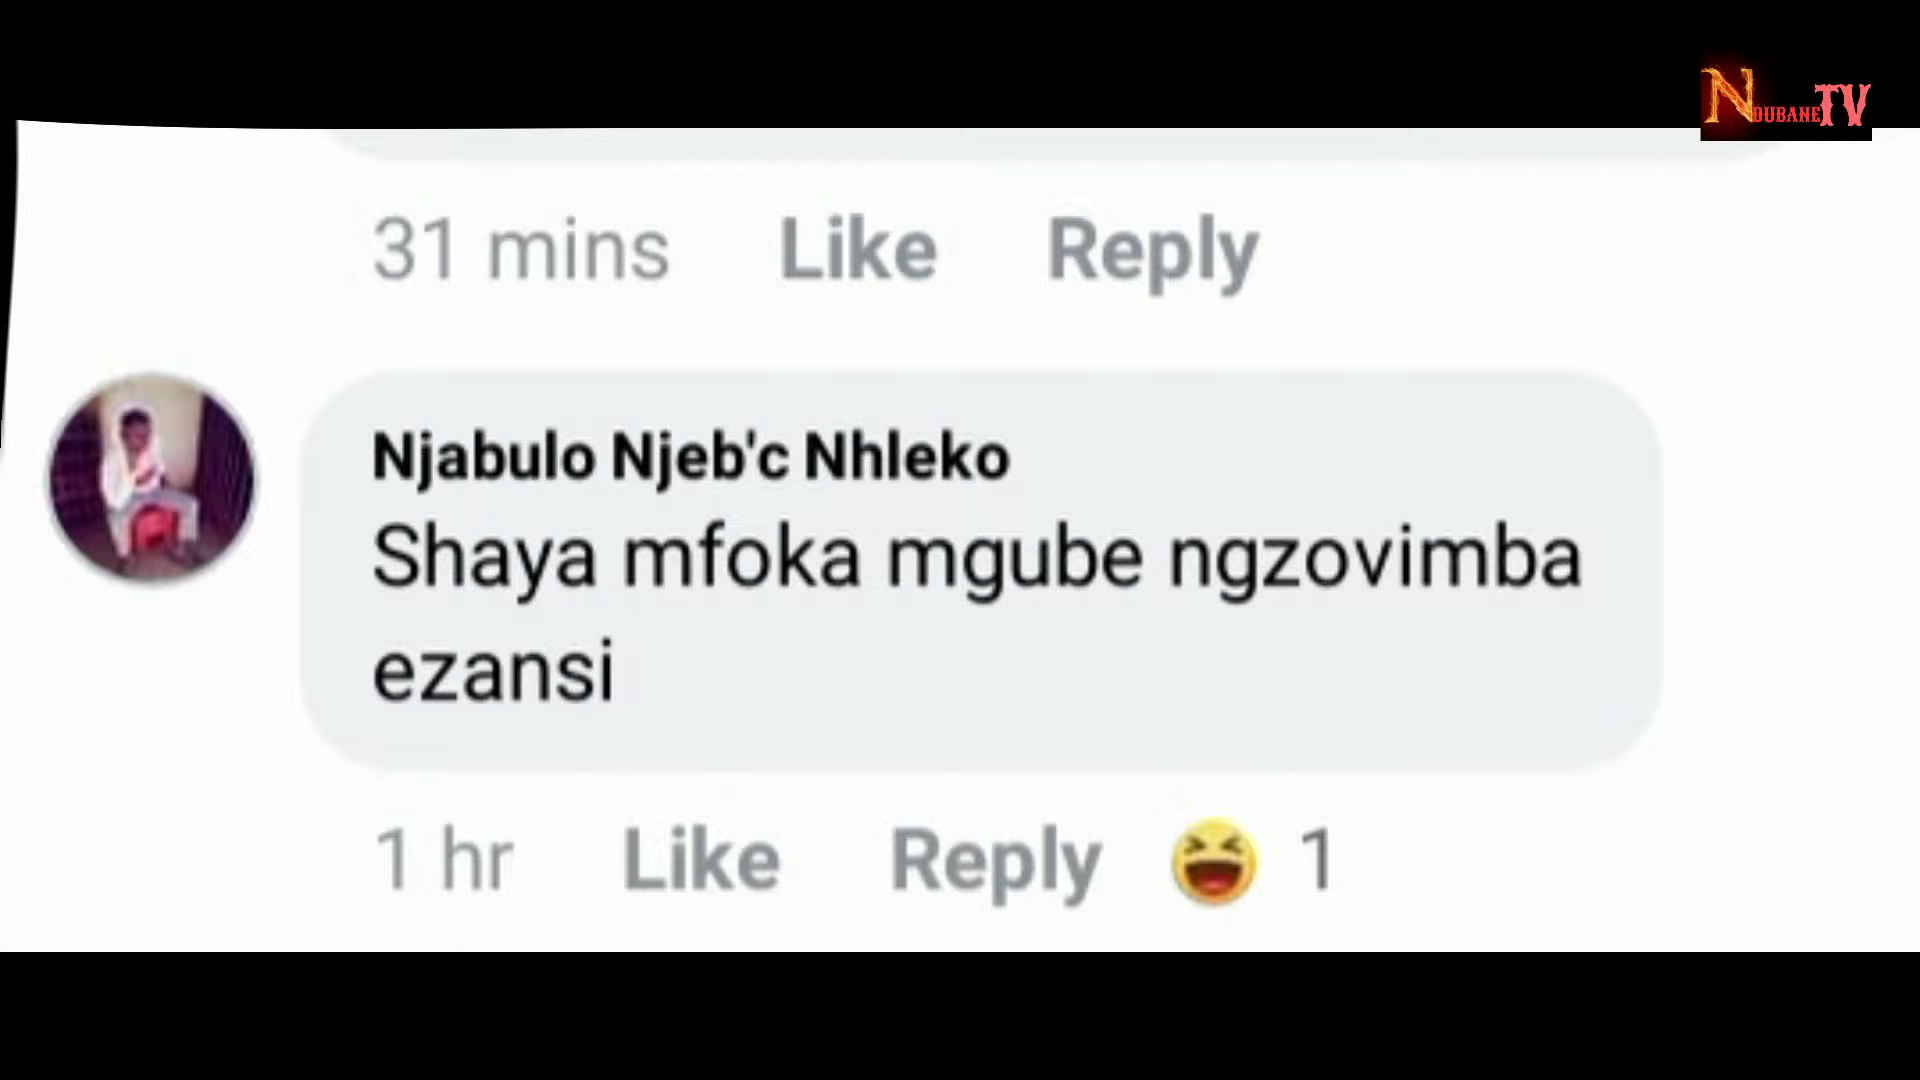 NDUBANE TV
31 mins Like Reply
Njabulo Njeb'c Nhleko
Shaya mfoka mgube ngzovimba
ezansi
1 hr Like Reply 1